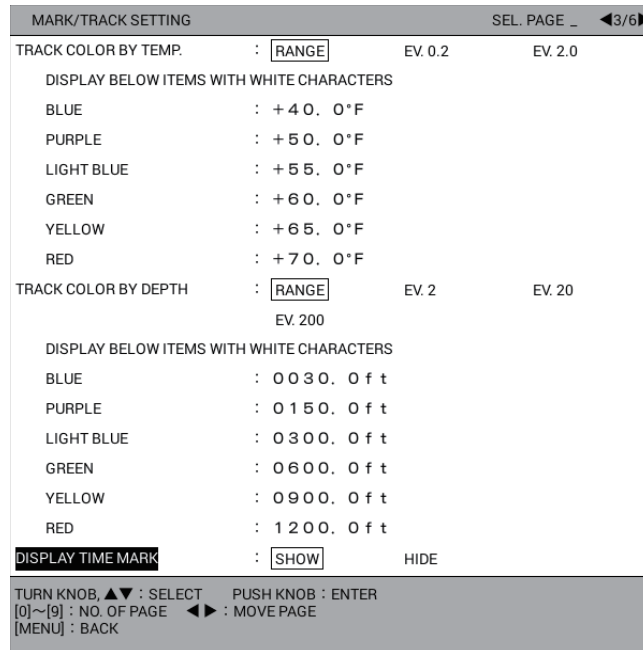 MARK/TRACK SETTING SEL. PAGE _ ◀3/6▶
TRACK COLOR BY TEMP. : RANGE EV. 0.2 EV. 2.0
DISPLAY BELOW ITEMS WITH WHITE CHARACTERS
BLUE : +40. 0°F
PURPLE : +50. 0°F
LIGHT BLUE : +55. 0°F
GREEN : +60. 0°F
YELLOW : +65. 0°F
RED : +70. 0°F
TRACK COLOR BY DEPTH : RANGE EV. 2 EV. 20
EV. 200
DISPLAY BELOW ITEMS WITH WHITE CHARACTERS
BLUE : 0030. 0ft
PURPLE : 0150. 0ft
LIGHT BLUE : 0300. 0ft
GREEN : 0600. 0ft
YELLOW : 0900. 0ft
RED : 1200. 0ft
DISPLAY TIME MARK : SHOW HIDE
TURN KNOB, ▲▼ : SELECT PUSH KNOB : ENTER
[0]~[9] : NO. OF PAGE ◀ ▶ : MOVE PAGE
[MENU] : BACK